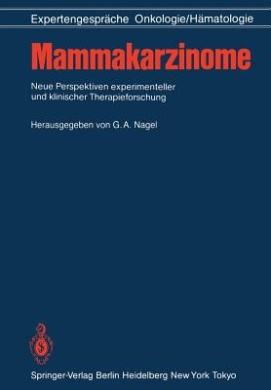 Expertengespräche Onkologie/Hämatologie
Mammakarzinome
Neue Perspektiven experimenteller
und klinischer Therapieforschung
Herausgegeben von G. A. Nagel
Springer-Verlag Berlin Heidelberg New York Tokyo